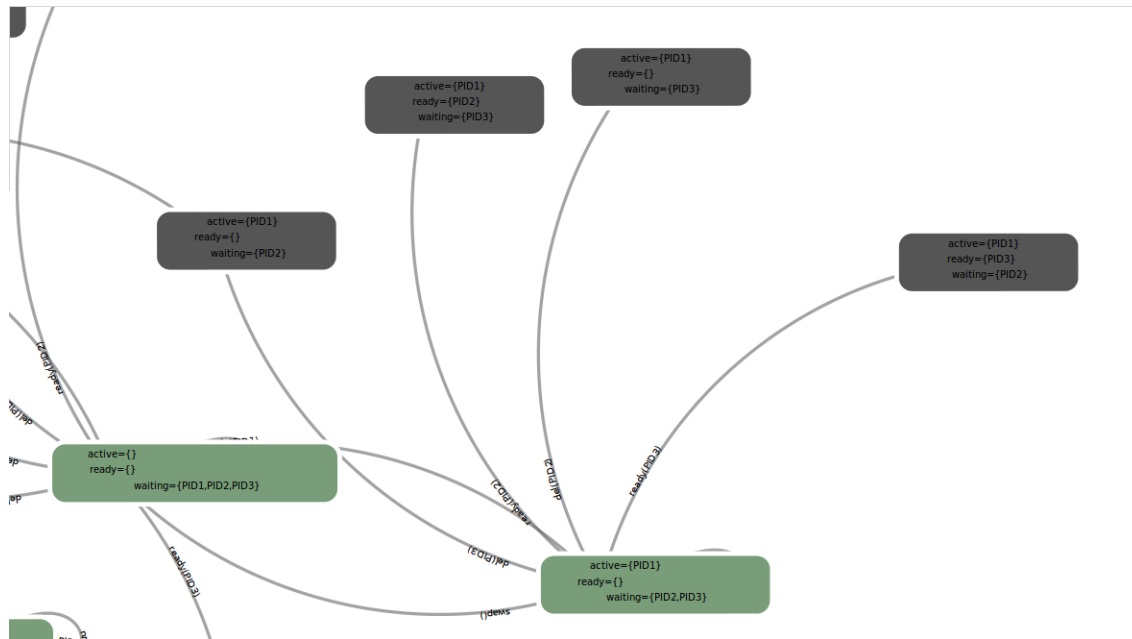 active={PID1}
ready={}
waiting={PID3}
active={PID1}
ready={PID2}
waiting={PID3}
active={PID1}
ready={}
waiting={PID2}
active={PID1}
ready={PID3}
waiting={PID2}
ready(PID2)
active={}
ready={}
waiting={PID1,PID2,PID3}
ready(PID3)
ready(PID2)
del(PID2)
ready(PID3)
del(PID3)
swap()
active={PID1}
ready={}
waiting={PID2,PID3}